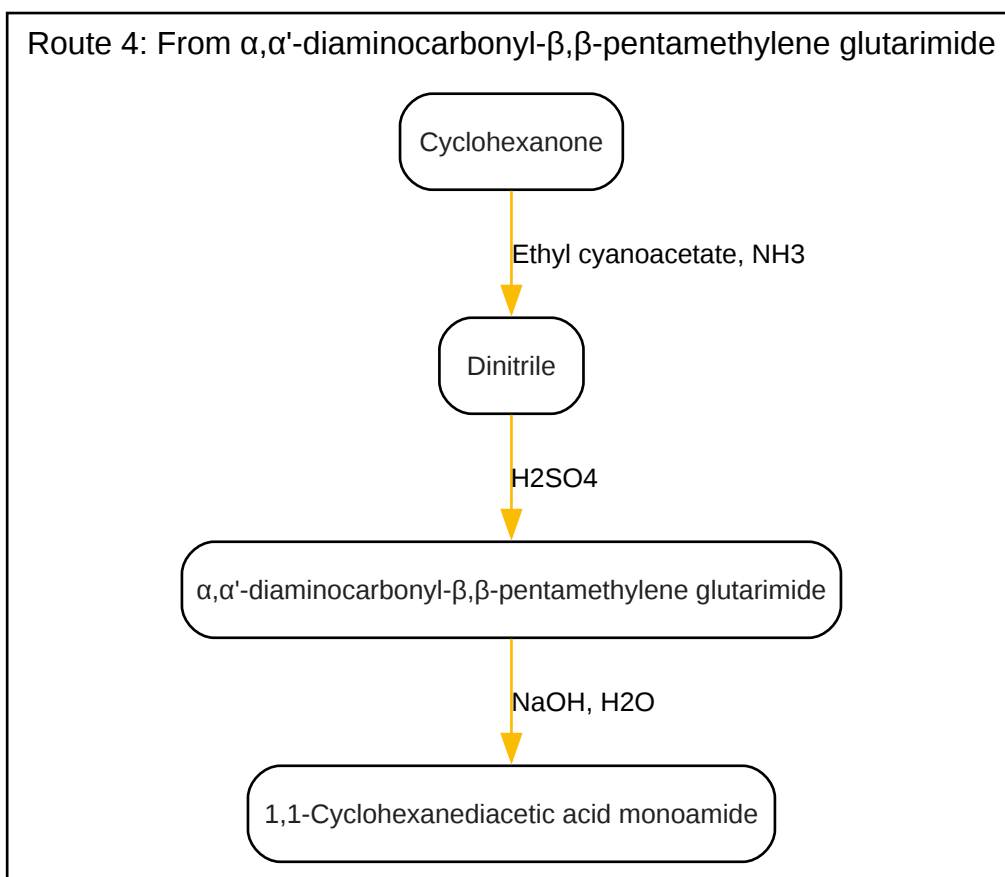 Route 4: From α,α'-diaminocarbonyl-β,β-pentamethylene glutarimide
Cyclohexanone
Ethyl cyanoacetate, NH3
Dinitrile
H2SO4
α,α'-diaminocarbonyl-β,β-pentamethylene glutarimide
NaOH, H2O
1,1-Cyclohexanediacetic acid monoamide